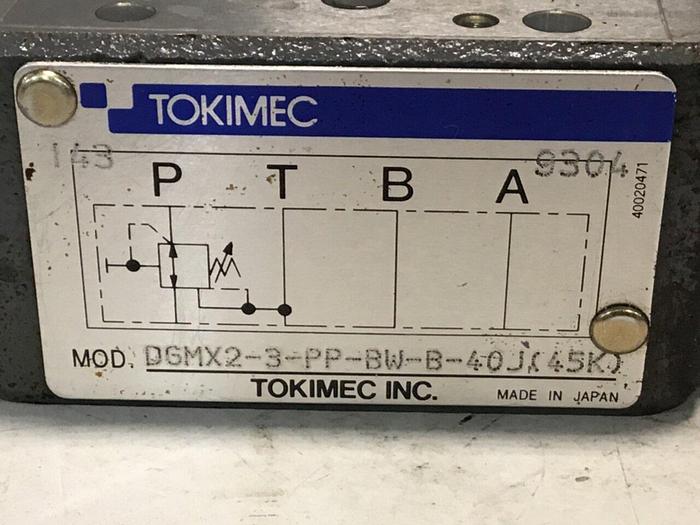 TOKIMEC
143
9304
P T B A
40020471
MOD. DGMX2-3-PP-BW-B-40J(45K)
TOKIMEC INC.
MADE IN JAPAN